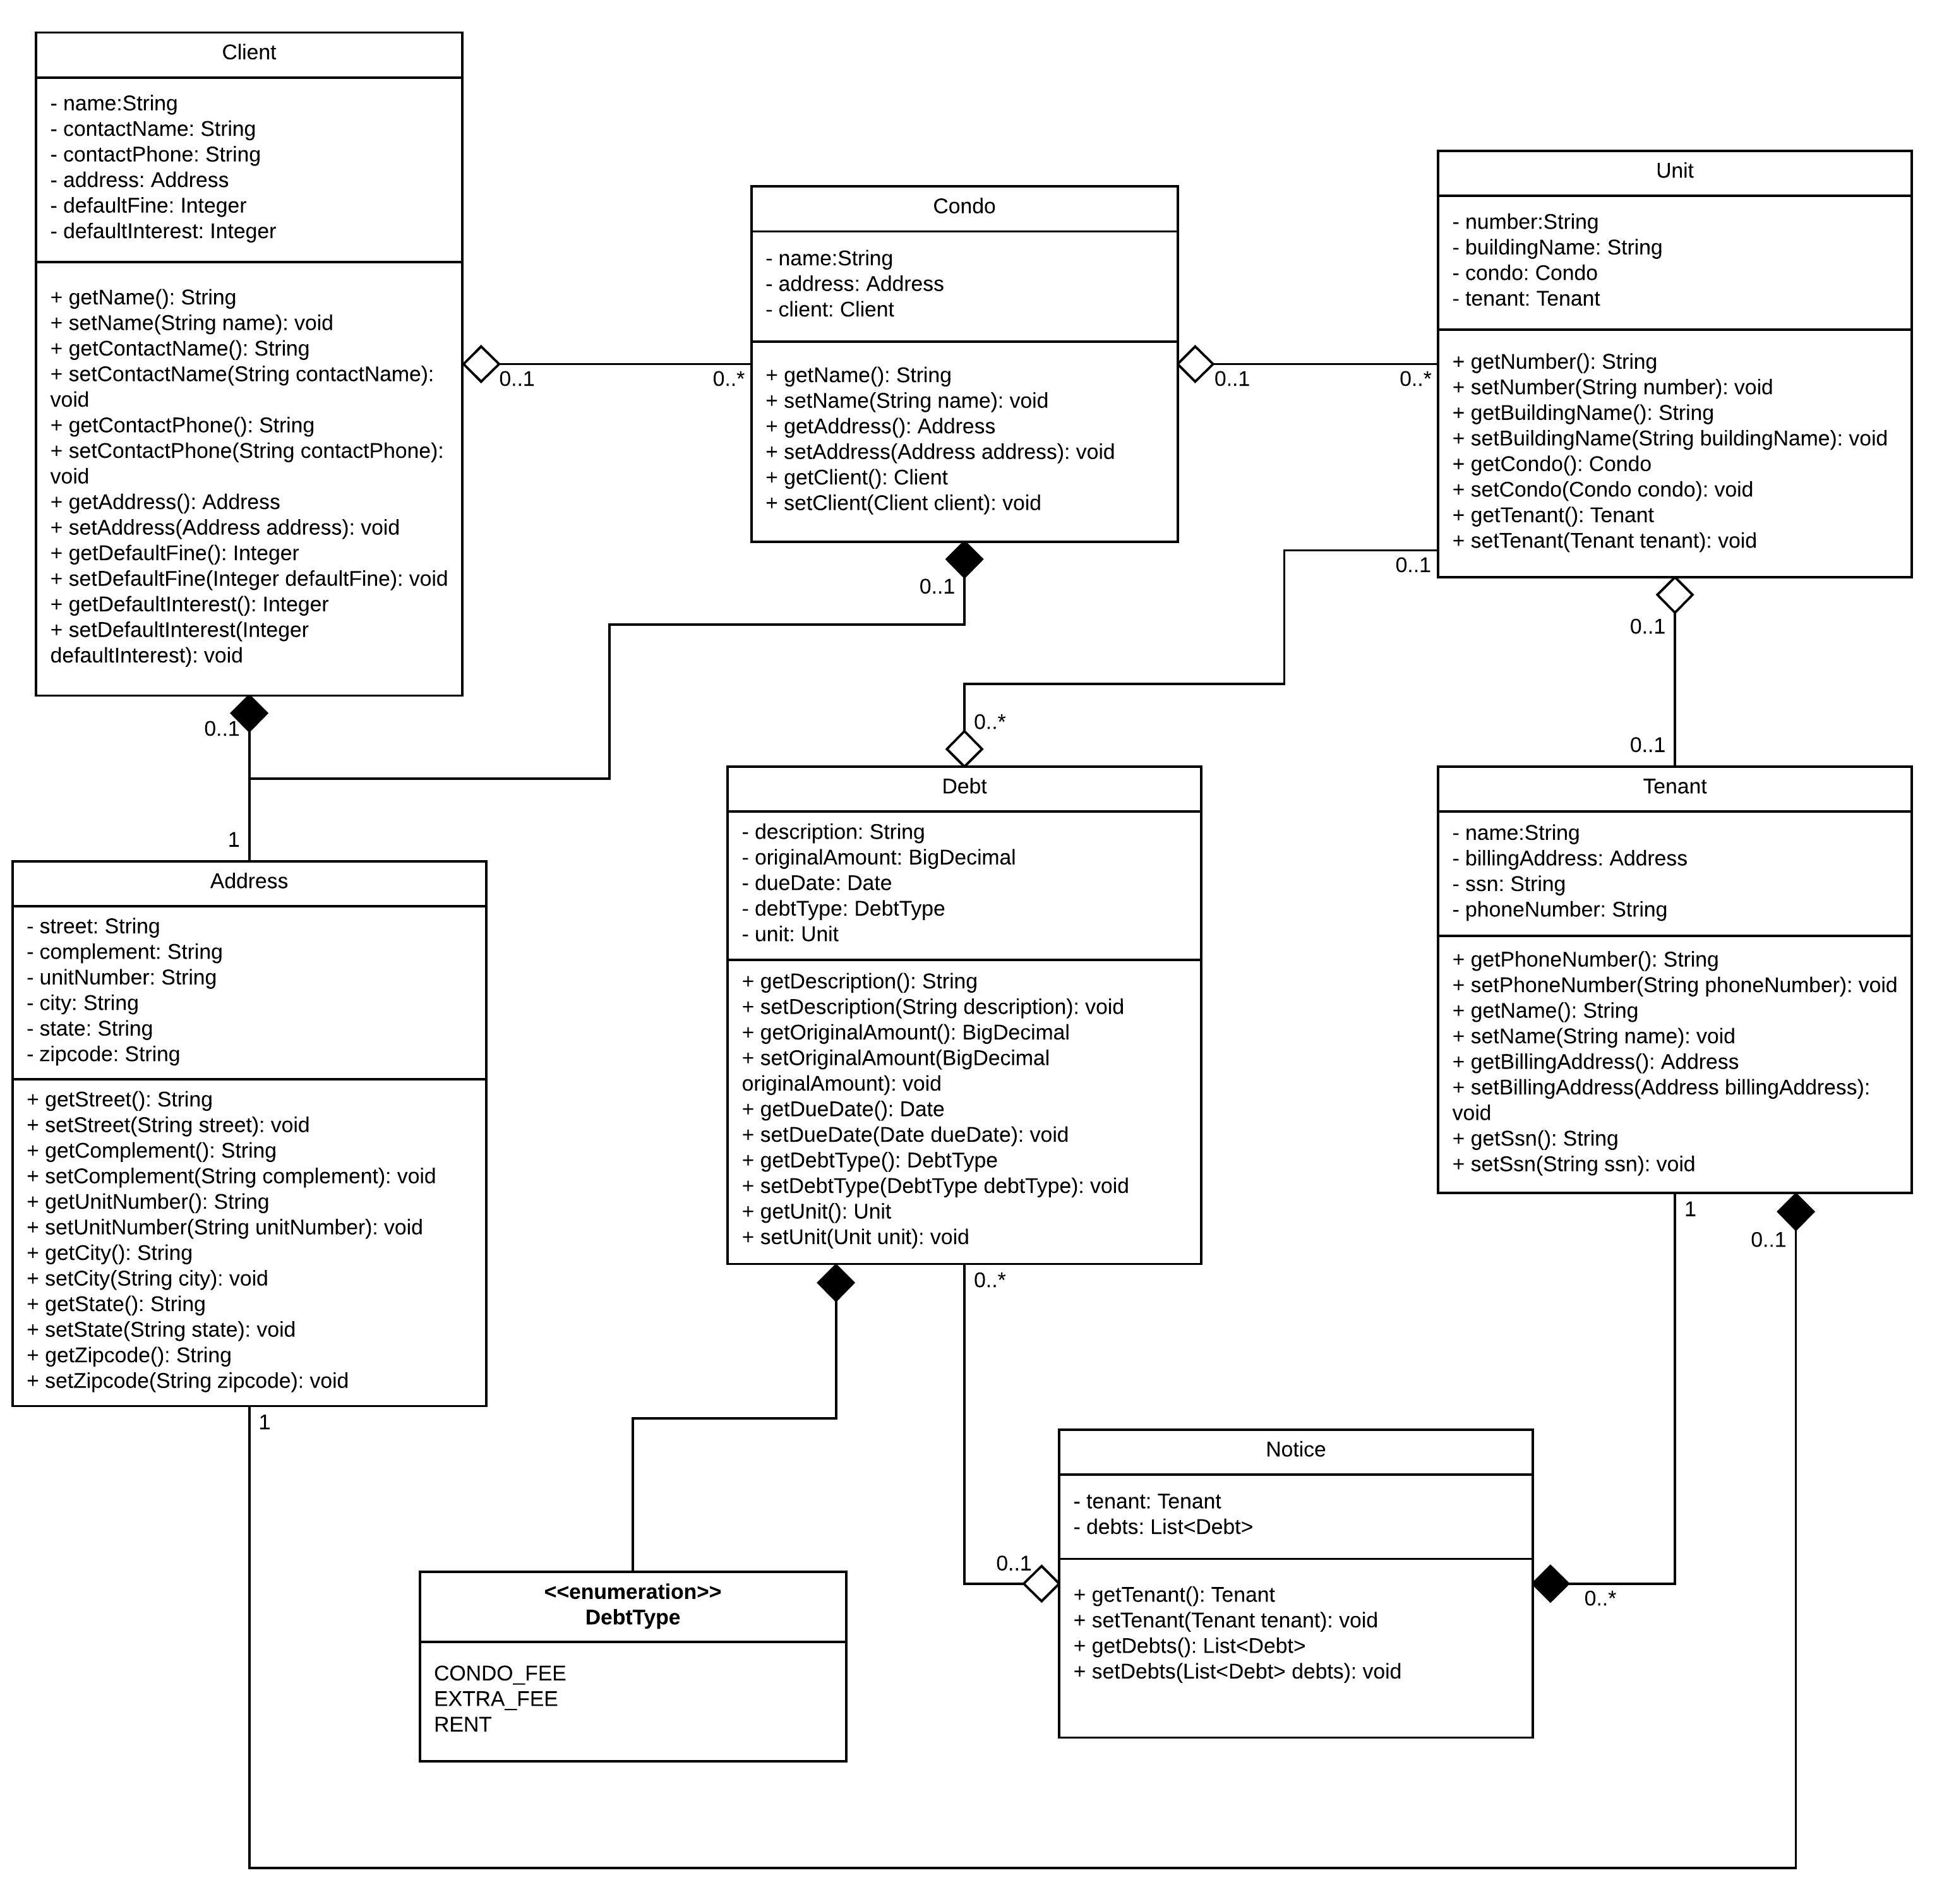 Client
- name:String
- contactName: String
- contactPhone: String
- address: Address
- defaultFine: Integer
- defaultInterest: Integer
+ getName(): String
+ setName(String name): void
+ getContactName(): String
+ setContactName(String contactName):
void
+ getContactPhone(): String
+ setContactPhone(String contactPhone):
void
+ getAddress(): Address
+ setAddress(Address address): void
+ getDefaultFine(): Integer
+ setDefaultFine(Integer defaultFine): void
+ getDefaultInterest(): Integer
+ setDefaultInterest(Integer
defaultInterest): void
0..1
0..*
0..1
1
Condo
- name:String
- address: Address
- client: Client
+ getName(): String
+ setName(String name): void
+ getAddress(): Address
+ setAddress(Address address): void
+ getClient(): Client
+ setClient(Client client): void
0..1
0..*
0..1
Unit
- number:String
- buildingName: String
- condo: Condo
- tenant: Tenant
+ getNumber(): String
+ setNumber(String number): void
+ getBuildingName(): String
+ setBuildingName(String buildingName): void
+ getCondo(): Condo
+ setCondo(Condo condo): void
+ getTenant(): Tenant
+ setTenant(Tenant tenant): void
0..1
0..1
0..1
0..*
Address
- street: String
- complement: String
- unitNumber: String
- city: String
- state: String
- zipcode: String
+ getStreet(): String
+ setStreet(String street): void
+ getComplement(): String
+ setComplement(String complement): void
+ getUnitNumber(): String
+ setUnitNumber(String unitNumber): void
+ getCity(): String
+ setCity(String city): void
+ getState(): String
+ setState(String state): void
+ getZipcode(): String
+ setZipcode(String zipcode): void
1
Debt
- description: String
- originalAmount: BigDecimal
- dueDate: Date
- debtType: DebtType
- unit: Unit
+ getDescription(): String
+ setDescription(String description): void
+ getOriginalAmount(): BigDecimal
+ setOriginalAmount(BigDecimal
originalAmount): void
+ getDueDate(): Date
+ setDueDate(Date dueDate): void
+ getDebtType(): DebtType
+ setDebtType(DebtType debtType): void
+ getUnit(): Unit
+ setUnit(Unit unit): void
0..*
Tenant
- name:String
- billingAddress: Address
- ssn: String
- phoneNumber: String
+ getPhoneNumber(): String
+ setPhoneNumber(String phoneNumber): void
+ getName(): String
+ setName(String name): void
+ getBillingAddress(): Address
+ setBillingAddress(Address billingAddress):
void
+ getSsn(): String
+ setSsn(String ssn): void
1
0..1
<<enumeration>>
DebtType
CONDO_FEE
EXTRA_FEE
RENT
Notice
- tenant: Tenant
- debts: List<Debt>
+ getTenant(): Tenant
+ setTenant(Tenant tenant): void
+ getDebts(): List<Debt>
+ setDebts(List<Debt> debts): void
0..1
0..*